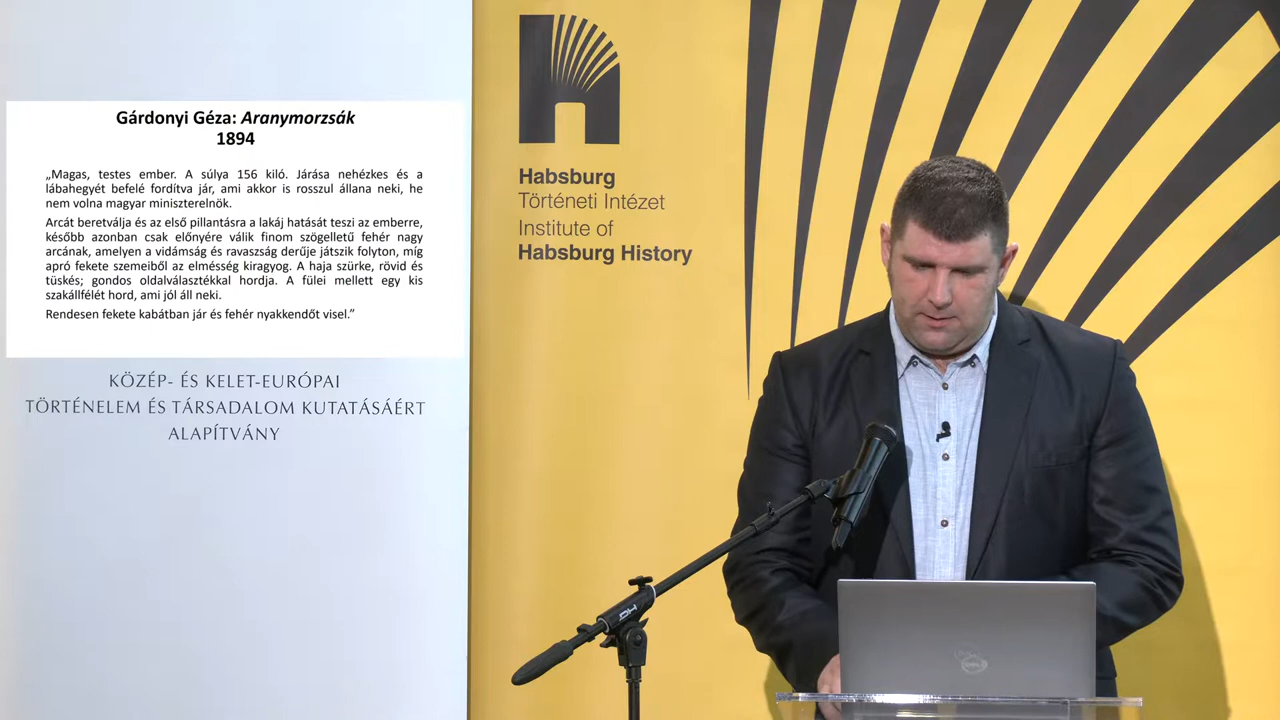 Gárdonyi Géza: Aranymorzsák
1894
„Magas, testes ember. A súlya 156 kiló. Járása nehézkes és a
lábahegyét befelé fordítva jár, ami akkor is rosszul állana neki, he
nem volna magyar miniszterelnök.
Arcát beretválja és az első pillantásra a lakáj hatását teszi az emberre,
később azonban csak előnyére válik finom szögelletű fehér nagy
arcának, amelyen a vidámság és ravaszság derűje játszik folyton, míg
apró fekete szemeiből az elmésség kiragyog. A haja szürke, rövid és
tüskés; gondos oldalválasztékkal hordja. A fülei mellett egy kis
szakállfélét hord, ami jól áll neki.
Rendesen fekete kabátban jár és fehér nyakkendőt visel.”
KÖZÉP- ÉS KELET-EURÓPAI
TÖRTÉNELEM ÉS TÁRSADALOM KUTATÁSÁÉRT
ALAPÍTVÁNY
Habsburg
Történeti Intézet
Institute of
Habsburg History
DELL